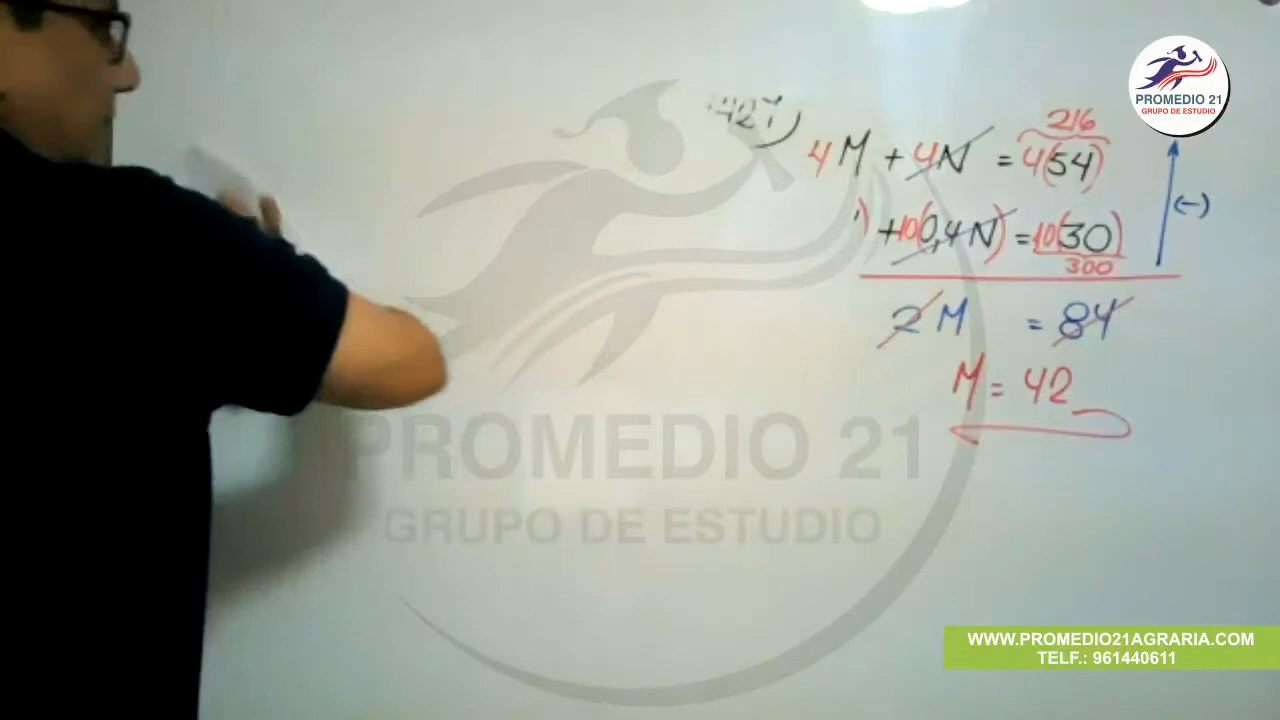 PROMEDIO 21
GRUPO DE ESTUDIO
216
4M + 4N = 4(54)
) +10(0,4N) = 10(30)
300
(-)
2M = 84
M = 42
PROMEDIO 21
GRUPO DE ESTUDIO
WWW.PROMEDIO21AGRARIA.COM
TELF.: 961440611